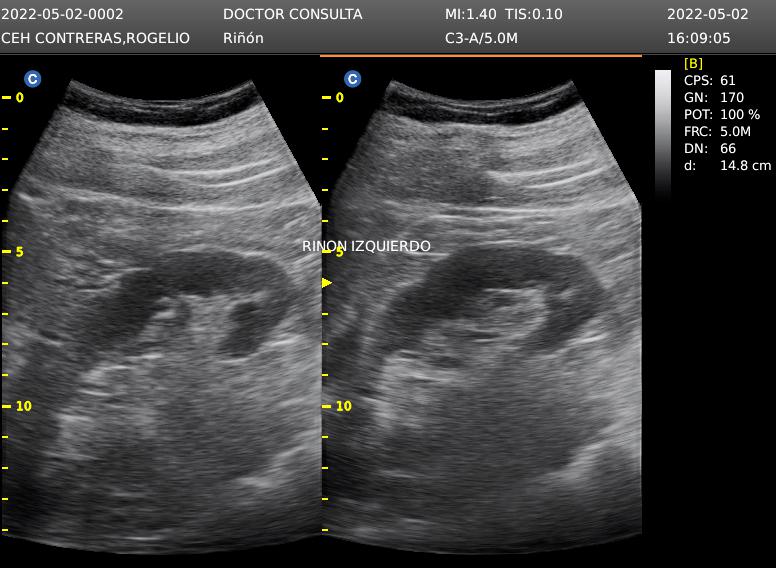 2022-05-02-0002 DOCTOR CONSULTA MI:1.40 TIS:0.10 2022-05-02
CEH CONTRERAS,ROGELIO Riñón C3-A/5.0M 16:09:05
C C
[B]
CPS: 61
GN: 170
POT: 100 %
FRC: 5.0M
DN: 66
d: 14.8 cm
0 0
RINON IZQUIERDO
5 5
10 10